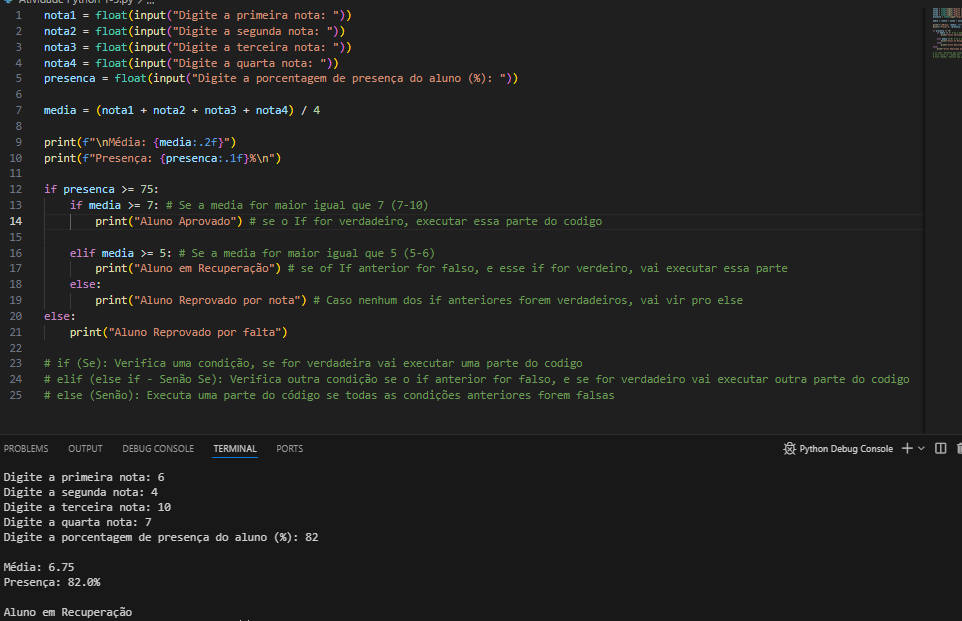 Atividade Python 1-3.py > ...
1 nota1 = float(input("Digite a primeira nota: "))
2 nota2 = float(input("Digite a segunda nota: "))
3 nota3 = float(input("Digite a terceira nota: "))
4 nota4 = float(input("Digite a quarta nota: "))
5 presenca = float(input("Digite a porcentagem de presença do aluno (%): "))
6
7 media = (nota1 + nota2 + nota3 + nota4) / 4
8
9 print(f"\nMédia: {media:.2f}")
10 print(f"Presença: {presenca:.1f}%\n")
11
12 if presenca >= 75:
13 if media >= 7: # Se a media for maior igual que 7 (7-10)
14 print("Aluno Aprovado") # se o If for verdadeiro, executar essa parte do codigo
15
16 elif media >= 5: # Se a media for maior igual que 5 (5-6)
17 print("Aluno em Recuperação") # se of If anterior for falso, e esse if for verdeiro, vai executar essa parte
18 else:
19 print("Aluno Reprovado por nota") # Caso nenhum dos if anteriores forem verdadeiros, vai vir pro else
20 else:
21 print("Aluno Reprovado por falta")
22
23 # if (Se): Verifica uma condição, se for verdadeira vai executar uma parte do codigo
24 # elif (else if - Senão Se): Verifica outra condição se o if anterior for falso, e se for verdadeiro vai executar outra parte do codigo
25 # else (Senão): Executa uma parte do código se todas as condições anteriores forem falsas
PROBLEMS OUTPUT DEBUG CONSOLE TERMINAL PORTS Python Debug Console
Digite a primeira nota: 6
Digite a segunda nota: 4
Digite a terceira nota: 10
Digite a quarta nota: 7
Digite a porcentagem de presença do aluno (%): 82
Média: 6.75
Presença: 82.0%
Aluno em Recuperação